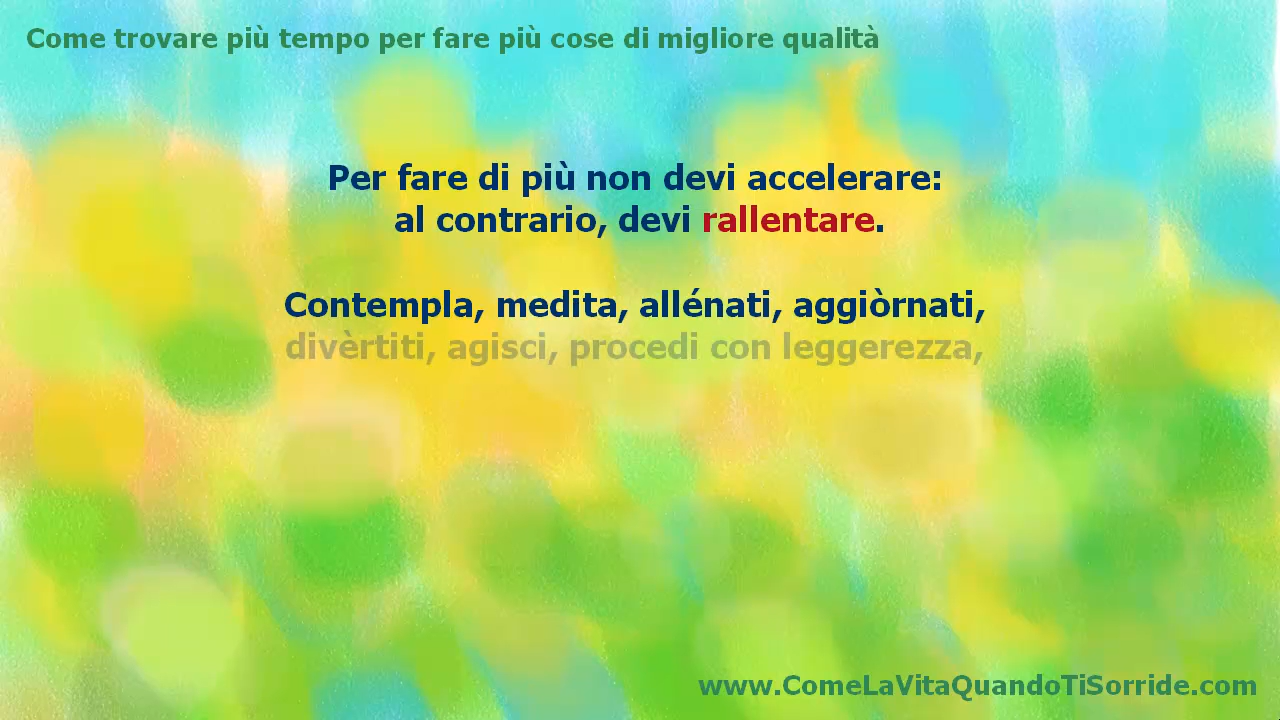 Come trovare più tempo per fare più cose di migliore qualità
Per fare di più non devi accelerare:
al contrario, devi rallentare.
Contempla, medita, allénati, aggiòrnati,
divèrtiti, agisci, procedi con leggerezza,
www.ComeLaVitaQuandoTiSorride.com